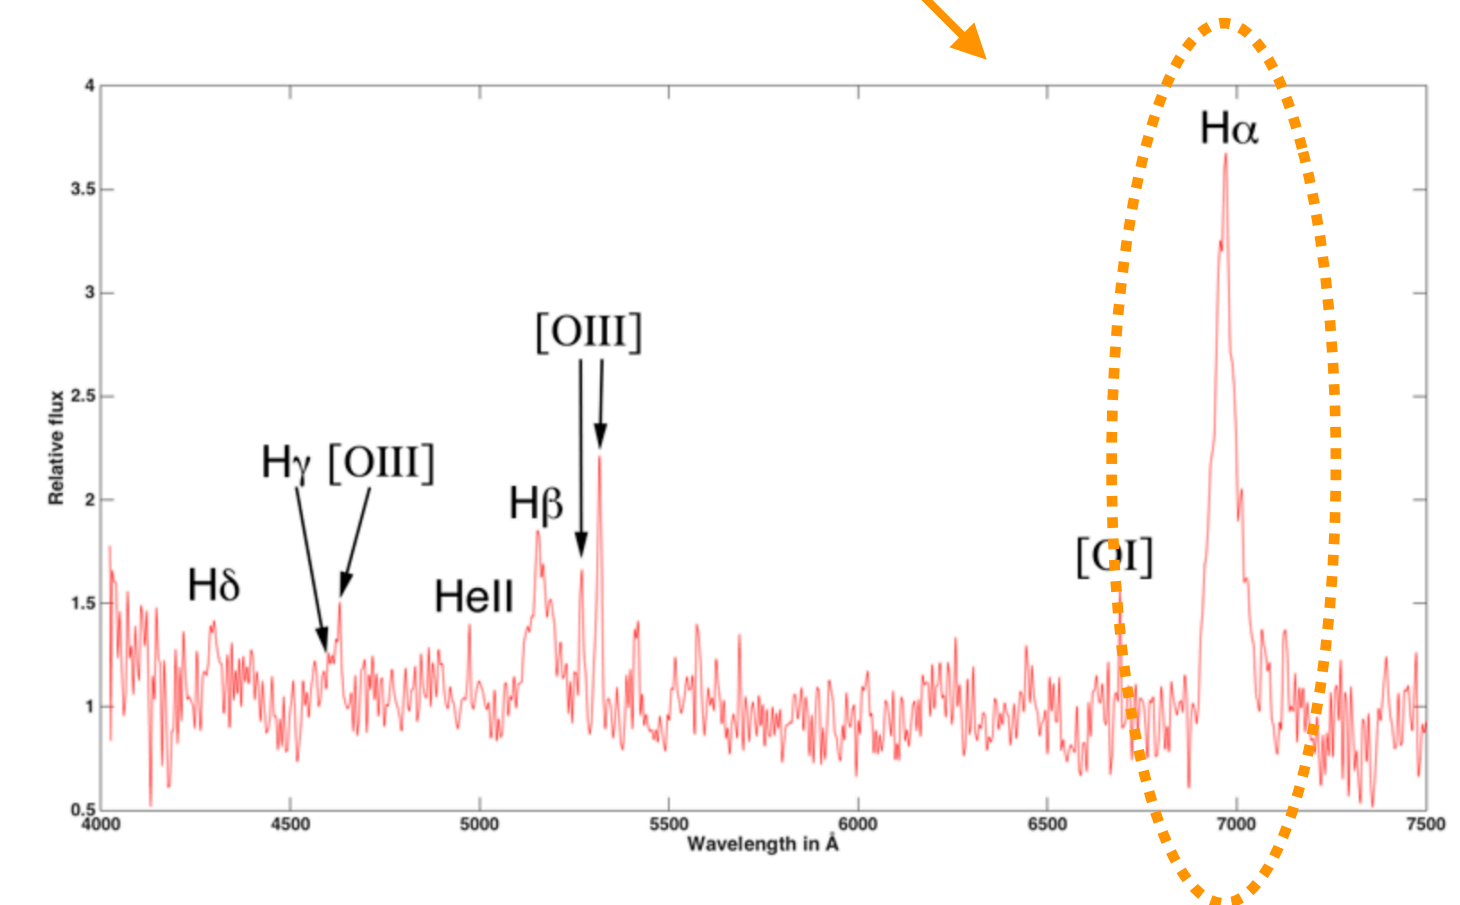 4
Hα
3.5
3
[OIII]
2.5
Relative flux
Hγ [OIII]
2
Hβ
[OI]
Hδ
HeII
1.5
1
0.5
4000 4500 5000 5500 6000 6500 7000 7500
Wavelength in Å